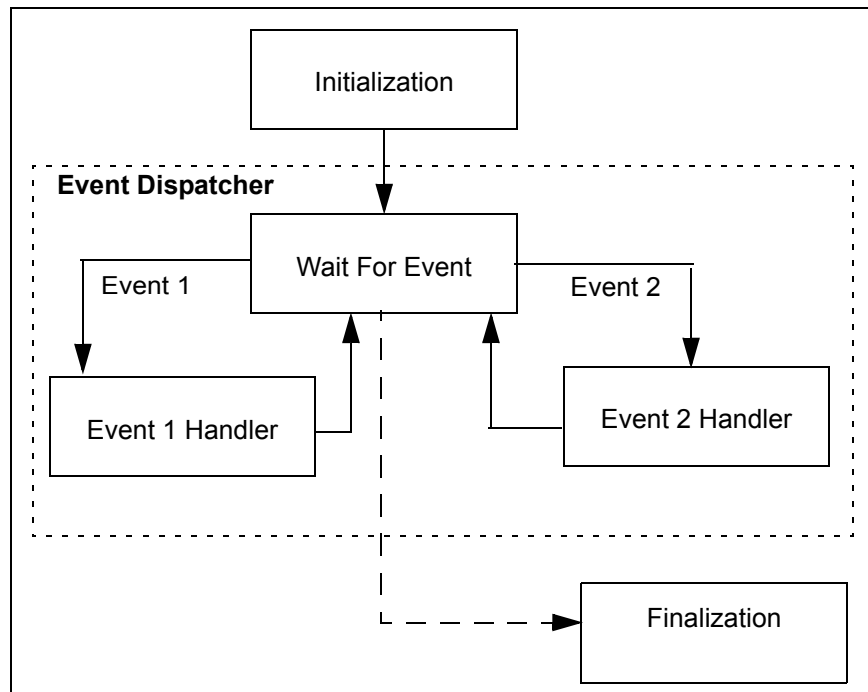 Initialization
Event Dispatcher
Wait For Event
Event 1
Event 2
Event 1 Handler
Event 2 Handler
Finalization